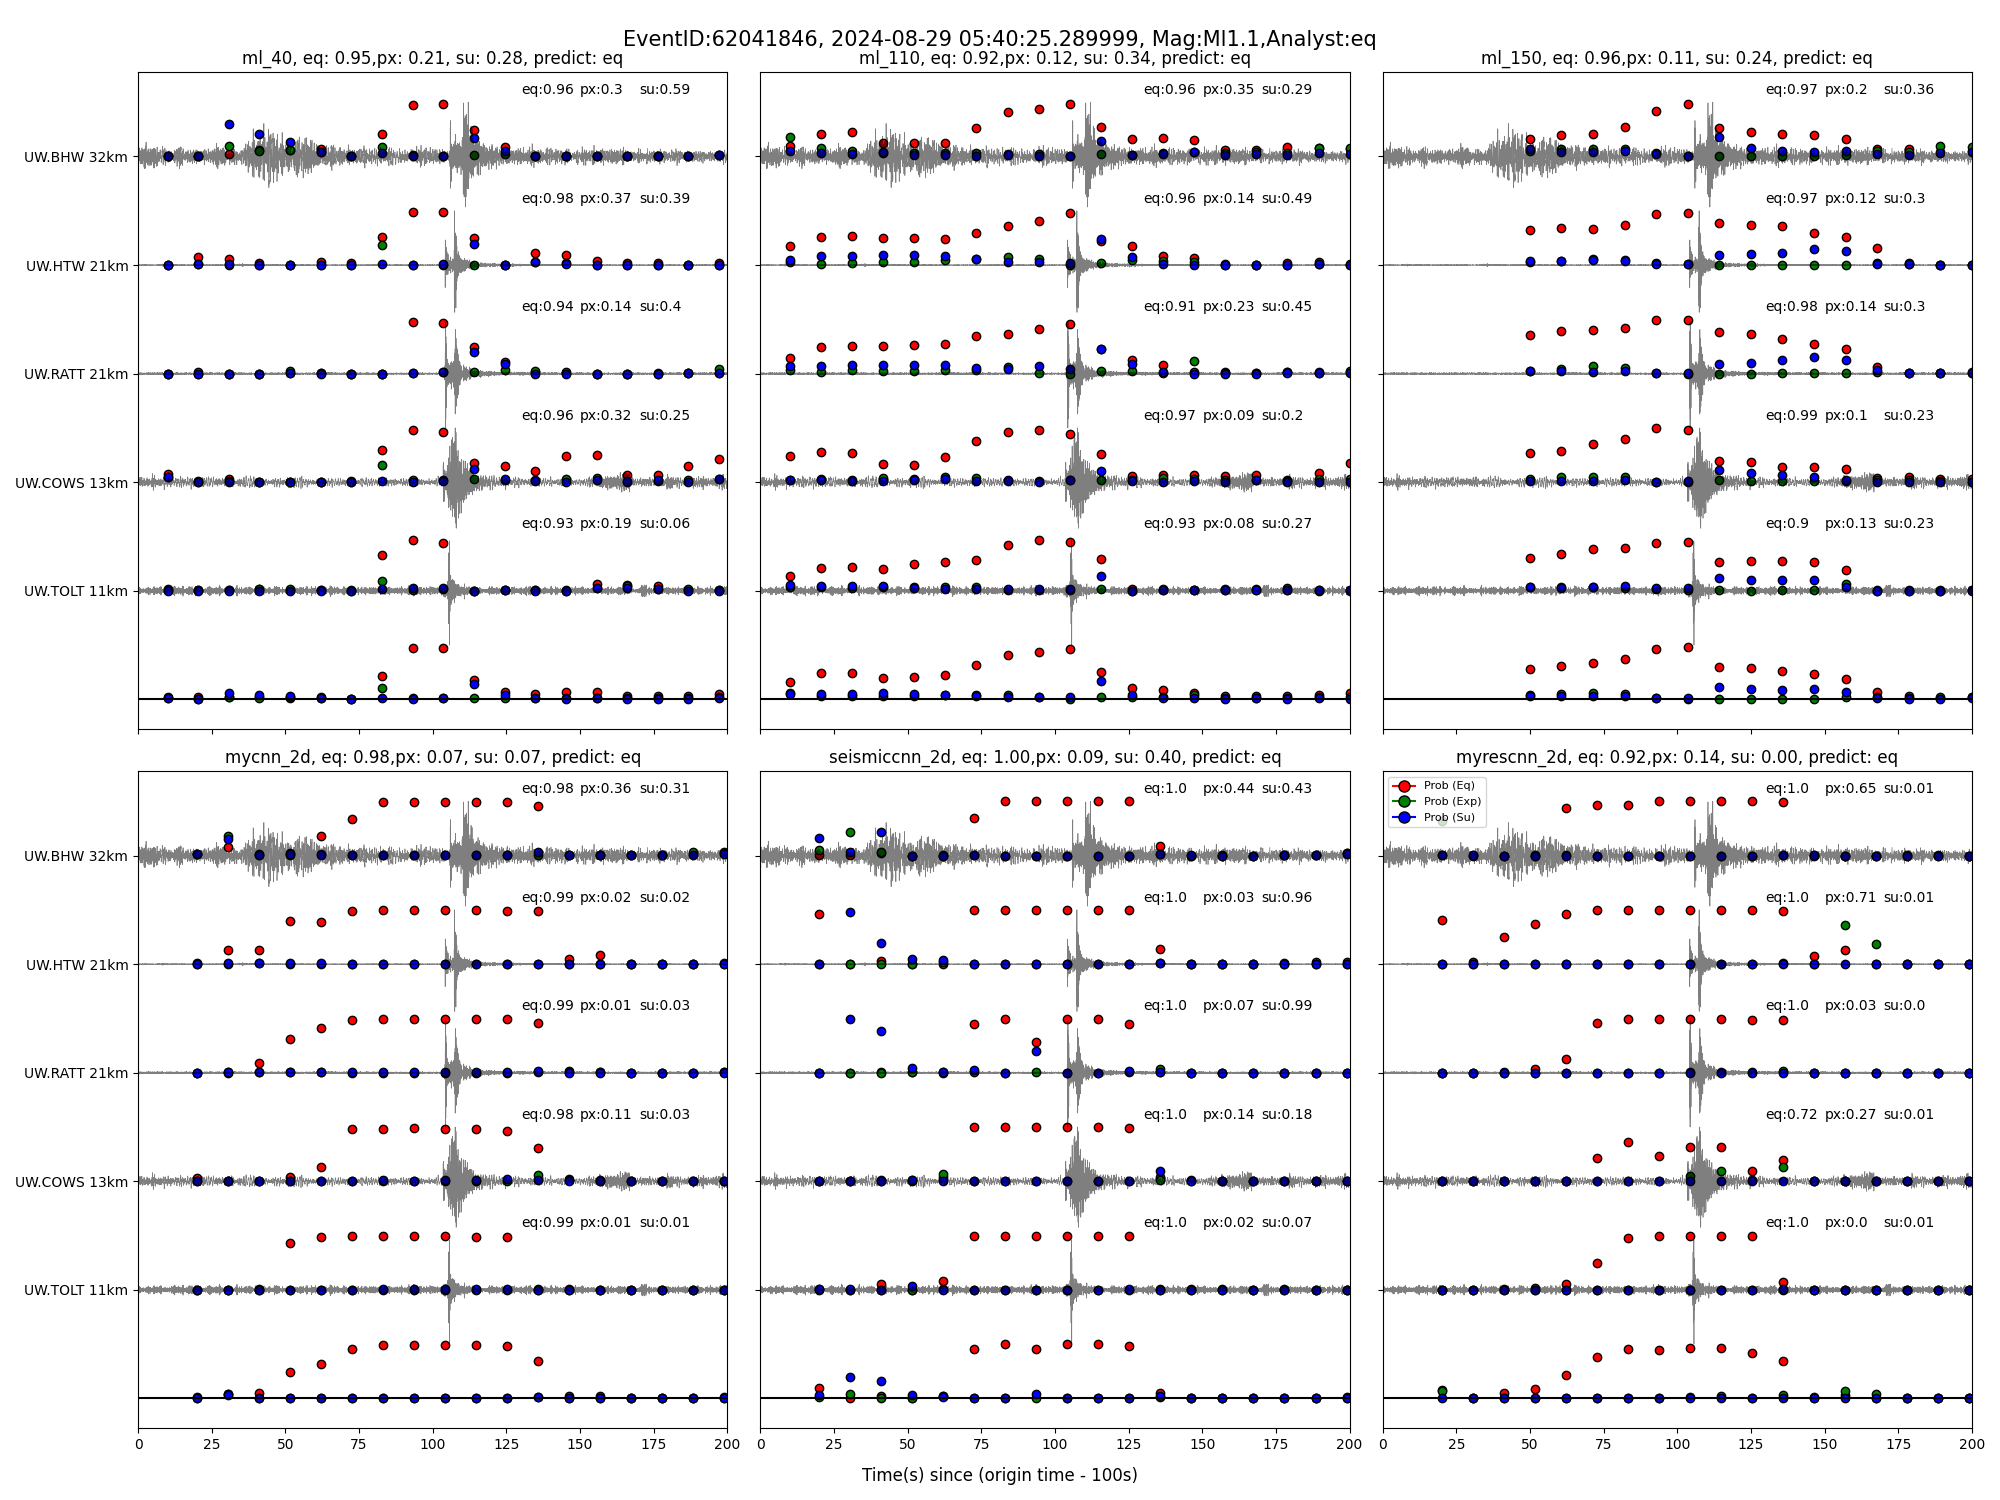 EventID:62041846, 2024-08-29 05:40:25.289999, Mag:Ml1.1,Analyst:eq
ml_40, eq: 0.95,px: 0.21, su: 0.28, predict: eq
eq:0.96 px:0.3 su:0.59
UW.BHW 32km
eq:0.98 px:0.37 su:0.39
UW.HTW 21km
eq:0.94 px:0.14 su:0.4
UW.RATT 21km
eq:0.96 px:0.32 su:0.25
UW.COWS 13km
eq:0.93 px:0.19 su:0.06
UW.TOLT 11km
ml_110, eq: 0.92,px: 0.12, su: 0.34, predict: eq
eq:0.96 px:0.35 su:0.29
eq:0.96 px:0.14 su:0.49
eq:0.91 px:0.23 su:0.45
eq:0.97 px:0.09 su:0.2
eq:0.93 px:0.08 su:0.27
ml_150, eq: 0.96,px: 0.11, su: 0.24, predict: eq
eq:0.97 px:0.2 su:0.36
eq:0.97 px:0.12 su:0.3
eq:0.98 px:0.14 su:0.3
eq:0.99 px:0.1 su:0.23
eq:0.9 px:0.13 su:0.23
mycnn_2d, eq: 0.98,px: 0.07, su: 0.07, predict: eq
eq:0.98 px:0.36 su:0.31
UW.BHW 32km
eq:0.99 px:0.02 su:0.02
UW.HTW 21km
eq:0.99 px:0.01 su:0.03
UW.RATT 21km
eq:0.98 px:0.11 su:0.03
UW.COWS 13km
eq:0.99 px:0.01 su:0.01
UW.TOLT 11km
0 25 50 75 100 125 150 175 200
seismiccnn_2d, eq: 1.00,px: 0.09, su: 0.40, predict: eq
eq:1.0 px:0.44 su:0.43
eq:1.0 px:0.03 su:0.96
eq:1.0 px:0.07 su:0.99
eq:1.0 px:0.14 su:0.18
eq:1.0 px:0.02 su:0.07
0 25 50 75 100 125 150 175 200
myrescnn_2d, eq: 0.92,px: 0.14, su: 0.00, predict: eq
Prob (Eq)
Prob (Exp)
Prob (Su)
eq:1.0 px:0.65 su:0.01
eq:1.0 px:0.71 su:0.01
eq:1.0 px:0.03 su:0.0
eq:0.72 px:0.27 su:0.01
eq:1.0 px:0.0 su:0.01
0 25 50 75 100 125 150 175 200
Time(s) since (origin time - 100s)